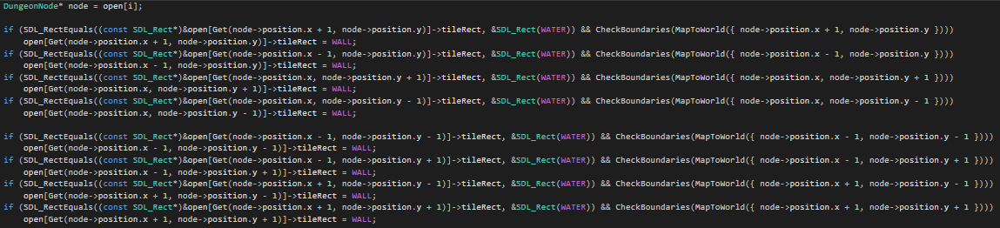 DungeonNode* node = open[i];
if (SDL_RectEquals((const SDL_Rect*)&open[Get(node->position.x + 1, node->position.y)]->tileRect, &SDL_Rect(WATER)) && CheckBoundaries(MapToWorld({ node->position.x + 1, node->position.y })))
open[Get(node->position.x + 1, node->position.y)]->tileRect = WALL;
if (SDL_RectEquals((const SDL_Rect*)&open[Get(node->position.x - 1, node->position.y)]->tileRect, &SDL_Rect(WATER)) && CheckBoundaries(MapToWorld({ node->position.x - 1, node->position.y })))
open[Get(node->position.x - 1, node->position.y)]->tileRect = WALL;
if (SDL_RectEquals((const SDL_Rect*)&open[Get(node->position.x, node->position.y + 1)]->tileRect, &SDL_Rect(WATER)) && CheckBoundaries(MapToWorld({ node->position.x, node->position.y + 1 })))
open[Get(node->position.x, node->position.y + 1)]->tileRect = WALL;
if (SDL_RectEquals((const SDL_Rect*)&open[Get(node->position.x, node->position.y - 1)]->tileRect, &SDL_Rect(WATER)) && CheckBoundaries(MapToWorld({ node->position.x, node->position.y - 1 })))
open[Get(node->position.x, node->position.y - 1)]->tileRect = WALL;
if (SDL_RectEquals((const SDL_Rect*)&open[Get(node->position.x - 1, node->position.y - 1)]->tileRect, &SDL_Rect(WATER)) && CheckBoundaries(MapToWorld({ node->position.x - 1, node->position.y - 1 })))
open[Get(node->position.x - 1, node->position.y - 1)]->tileRect = WALL;
if (SDL_RectEquals((const SDL_Rect*)&open[Get(node->position.x - 1, node->position.y + 1)]->tileRect, &SDL_Rect(WATER)) && CheckBoundaries(MapToWorld({ node->position.x - 1, node->position.y + 1 })))
open[Get(node->position.x - 1, node->position.y + 1)]->tileRect = WALL;
if (SDL_RectEquals((const SDL_Rect*)&open[Get(node->position.x + 1, node->position.y - 1)]->tileRect, &SDL_Rect(WATER)) && CheckBoundaries(MapToWorld({ node->position.x + 1, node->position.y - 1 })))
open[Get(node->position.x + 1, node->position.y - 1)]->tileRect = WALL;
if (SDL_RectEquals((const SDL_Rect*)&open[Get(node->position.x + 1, node->position.y + 1)]->tileRect, &SDL_Rect(WATER)) && CheckBoundaries(MapToWorld({ node->position.x + 1, node->position.y + 1 })))
open[Get(node->position.x + 1, node->position.y + 1)]->tileRect = WALL;